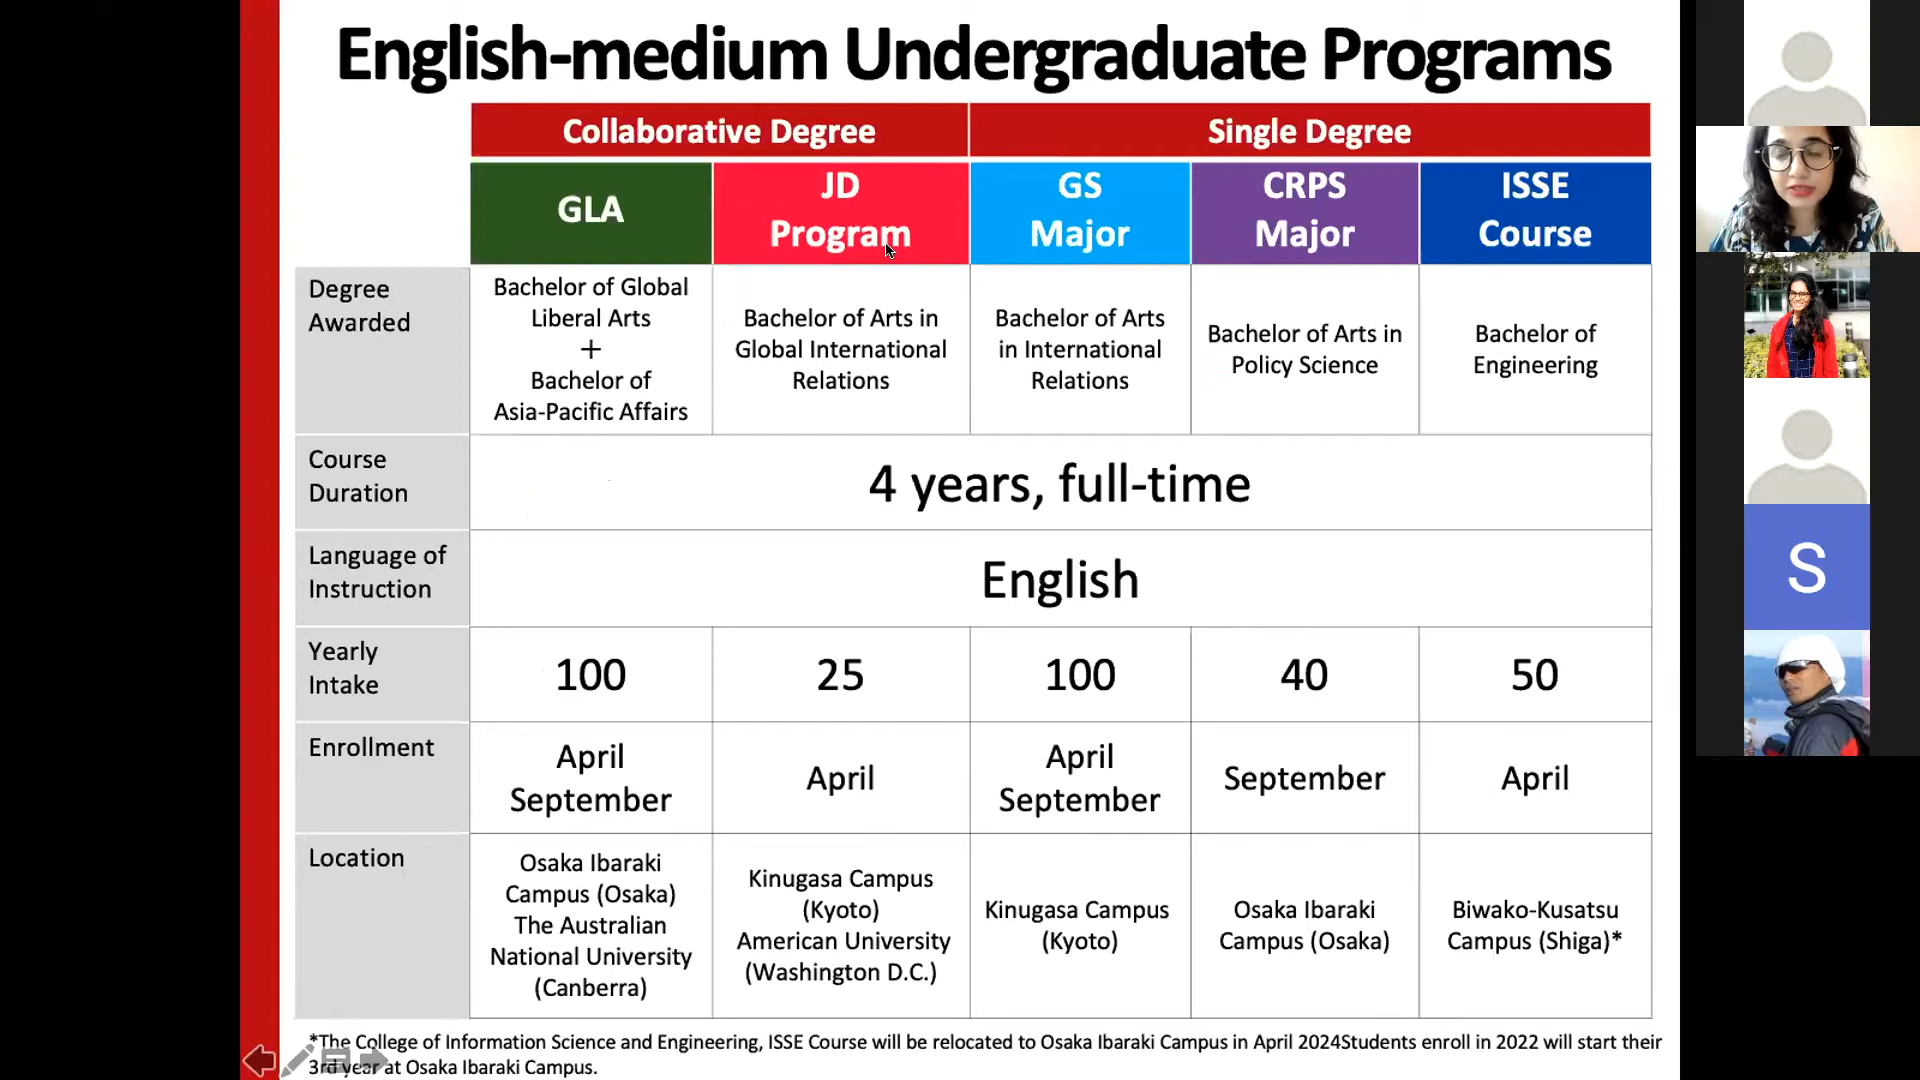 English-medium Undergraduate Programs
Collaborative Degree
Single Degree
GLA
JD
Program
GS
Major
CRPS
Major
ISSE
Course
Degree
Awarded
Bachelor of Global
Liberal Arts
+
Bachelor of
Asia-Pacific Affairs
Bachelor of Arts in
Global International
Relations
Bachelor of Arts
in International
Relations
Bachelor of Arts in
Policy Science
Bachelor of
Engineering
Course
Duration
4 years, full-time
Language of
Instruction
English
Yearly
Intake
100
25
100
40
50
Enrollment
April
September
April
April
September
September
April
Location
Osaka Ibaraki
Campus (Osaka)
The Australian
National University
(Canberra)
Kinugasa Campus
(Kyoto)
American University
(Washington D.C.)
Kinugasa Campus
(Kyoto)
Osaka Ibaraki
Campus (Osaka)
Biwako-Kusatsu
Campus (Shiga)*
*The College of Information Science and Engineering, ISSE Course will be relocated to Osaka Ibaraki Campus in April 2024Students enroll in 2022 will start their
3rd year at Osaka Ibaraki Campus.
S